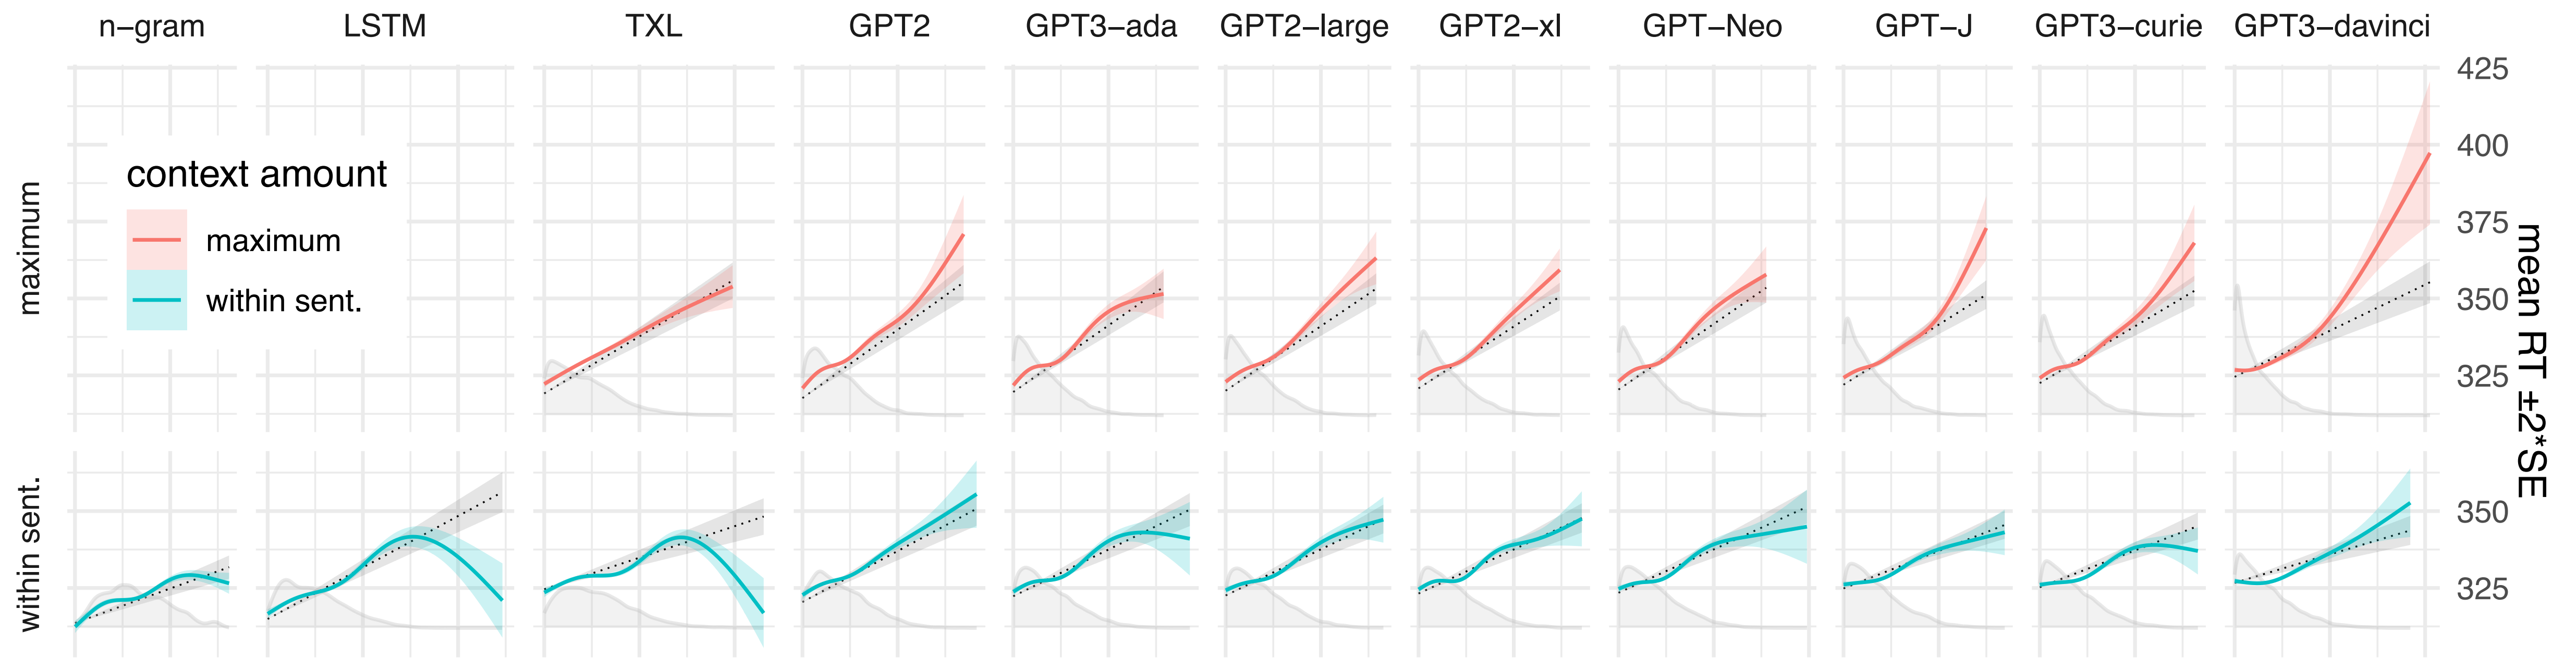 n−gram LSTM TXL GPT2 GPT3−ada GPT2−large GPT2−xl GPT−Neo GPT−J GPT3−curie GPT3−davinci
maximum
context amount
maximum
within sent.
425
400
375
350
325
within sent.
350
325
mean RT ±2*SE